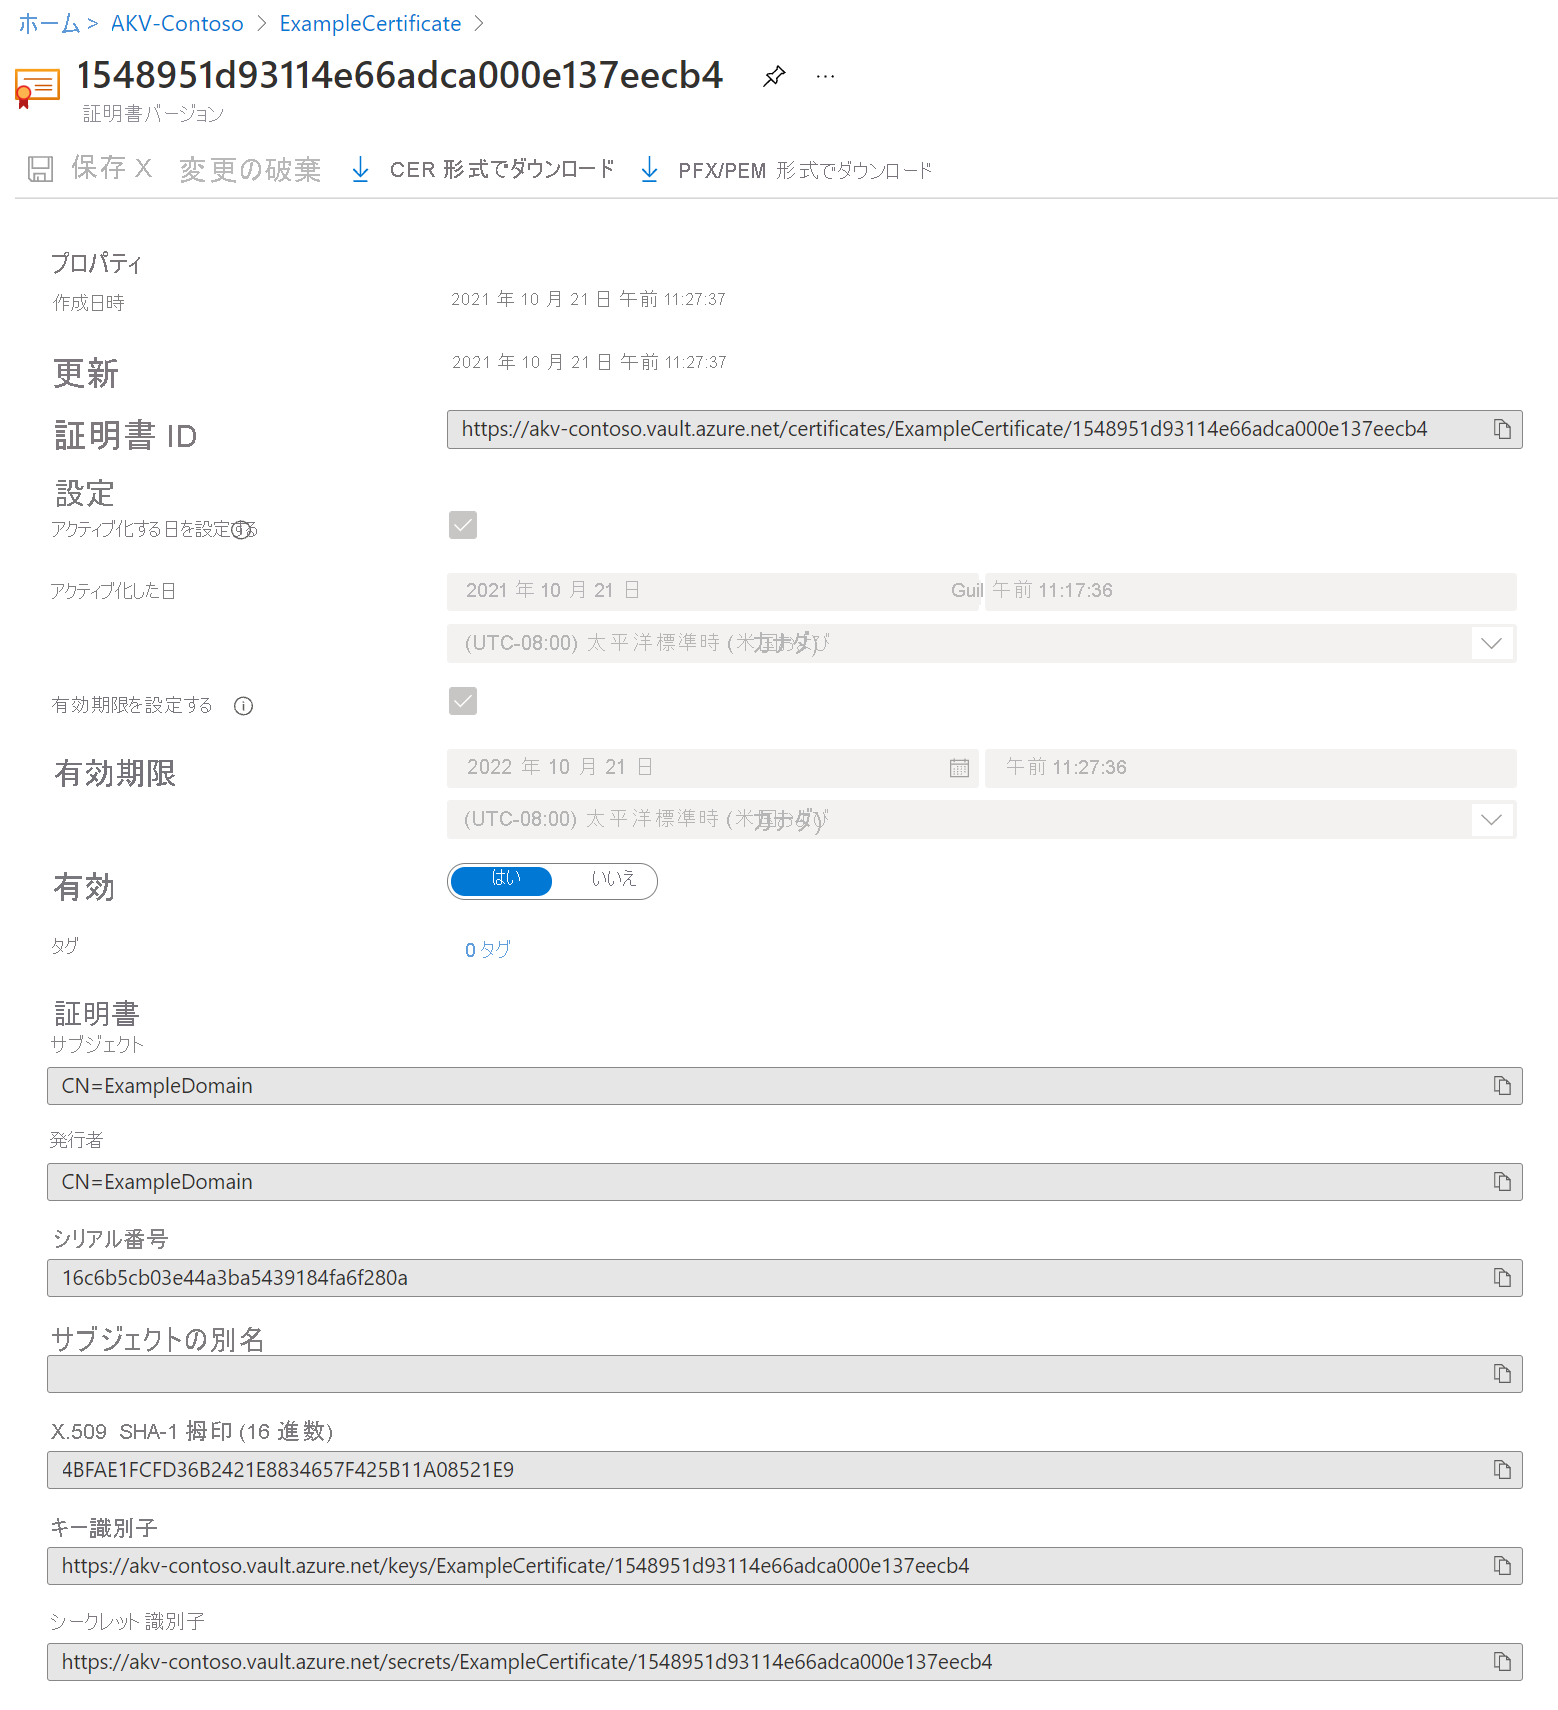 ホーム > AKV-Contoso > ExampleCertificate >
1548951d93114e66adca000e137eecb4 ...
証明書バージョン
保存 X 変更の破棄 CER 形式でダウンロード PFX/PEM 形式でダウンロード
プロパティ
作成日時 2021 年 10 月 21 日 午前 11:27:37
更新 2021 年 10 月 21 日 午前 11:27:37
証明書 ID https://akv-contoso.vault.azure.net/certificates/ExampleCertificate/1548951d93114e66adca000e137eecb4
設定
アクティブ化する日を設定する
アクティブ化した日 2021 年 10 月 21 日 Guil 午前 11:17:36
(UTC-08:00) 太平洋標準時 (米国および カナダ)
有効期限を設定する
有効期限 2022 年 10 月 21 日 午前 11:27:36
(UTC-08:00) 太平洋標準時 (米国および カナダ)
有効 はい いいえ
タグ 0 タグ
証明書
サブジェクト
CN=ExampleDomain
発行者
CN=ExampleDomain
シリアル番号
16c6b5cb03e44a3ba5439184fa6f280a
サブジェクトの別名
X.509 SHA-1 拇印 (16 進数)
4BFAE1FCFD36B2421E8834657F425B11A08521E9
キー識別子
https://akv-contoso.vault.azure.net/keys/ExampleCertificate/1548951d93114e66adca000e137eecb4
シークレット 識別子
https://akv-contoso.vault.azure.net/secrets/ExampleCertificate/1548951d93114e66adca000e137eecb4